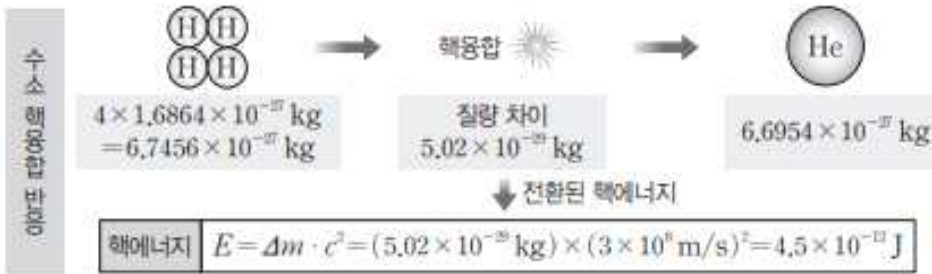 수소 핵융합 반응
H H
H H
핵융합
He
4×1.6864×10⁻²⁷ kg
=6.7456×10⁻²⁷ kg
질량 차이
5.02×10⁻²⁹ kg
6.6954×10⁻²⁷ kg
전환된 핵에너지
핵에너지 E=Δm·c²=(5.02×10⁻²⁹ kg)×(3×10⁸ m/s)²=4.5×10⁻¹² J